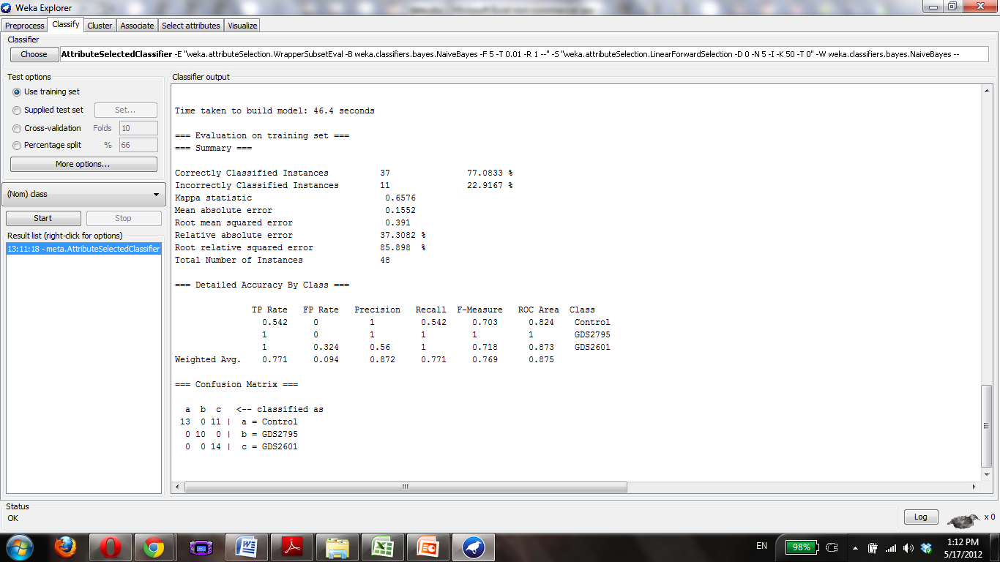 Weka Explorer
Preprocess Classify Cluster Associate Select attributes Visualize
Classifier
Choose AttributeSelectedClassifier -E "weka.attributeSelection.WrapperSubsetEval -B weka.classifiers.bayes.NaiveBayes -F 5 -T 0.01 -R 1 --" -S "weka.attributeSelection.LinearForwardSelection -D 0 -N 5 -I -K 50 -T 0" -W weka.classifiers.bayes.NaiveBayes --
Test options
Use training set
Supplied test set Set...
Cross-validation Folds 10
Percentage split % 66
More options...
(Nom) class
Start Stop
Result list (right-click for options)
13:11:18 - meta.AttributeSelectedClassifier
Classifier output
Time taken to build model: 46.4 seconds
=== Evaluation on training set ===
=== Summary ===
Correctly Classified Instances 37 77.0833 %
Incorrectly Classified Instances 11 22.9167 %
Kappa statistic 0.6576
Mean absolute error 0.1552
Root mean squared error 0.391
Relative absolute error 37.3082 %
Root relative squared error 85.898 %
Total Number of Instances 48
=== Detailed Accuracy By Class ===
TP Rate FP Rate Precision Recall F-Measure ROC Area Class
0.542 0 1 0.542 0.703 0.824 Control
1 0 1 1 1 1 GDS2795
1 0.324 0.56 1 0.718 0.873 GDS2601
Weighted Avg. 0.771 0.094 0.872 0.771 0.769 0.875
=== Confusion Matrix ===
a b c <-- classified as
13 0 11 | a = Control
0 10 0 | b = GDS2795
0 0 14 | c = GDS2601
Status
OK
Log x 0
EN 98% 1:12 PM
5/17/2012